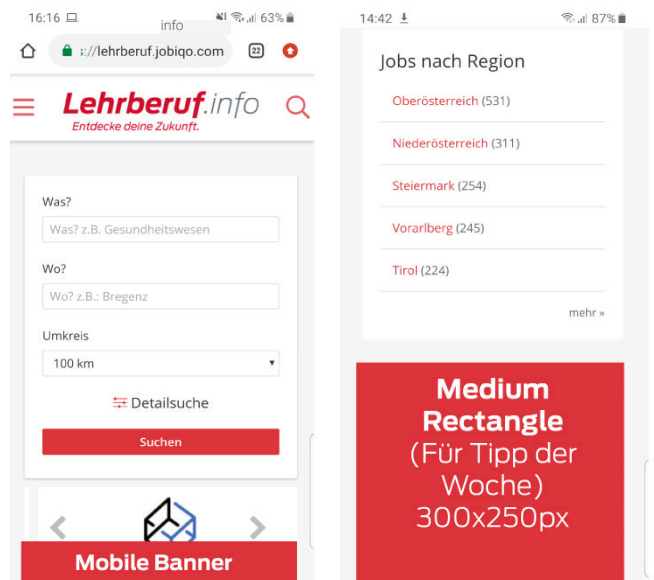 16:16
63%
info
://lehrberuf.jobiqo.com
22
Lehrberuf.info
Entdecke deine Zukunft.
Was?
Was? z.B. Gesundheitswesen
Wo?
Wo? z.B.: Bregenz
Umkreis
100 km
Detailsuche
Suchen
Mobile Banner
14:42
87%
Jobs nach Region
Oberösterreich (531)
Niederösterreich (311)
Steiermark (254)
Vorarlberg (245)
Tirol (224)
mehr »
Medium
Rectangle
(Für Tipp der
Woche)
300x250px